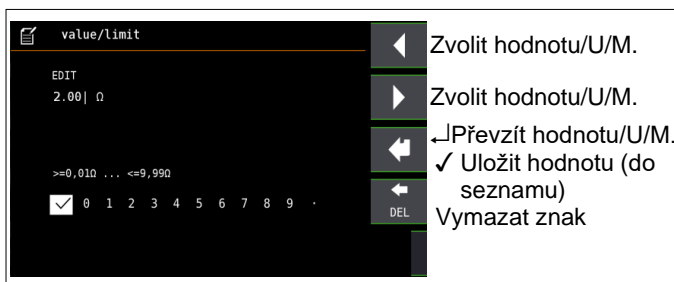 value/limit
EDIT
2.00| Ω
>=0,01Ω ... <=9,99Ω
✓ 0 1 2 3 4 5 6 7 8 9 .
DEL
Zvolit hodnotu/U/M.
Zvolit hodnotu/U/M.
↵Převzít hodnotu/U/M.
✓ Uložit hodnotu (do
seznamu)
Vymazat znak